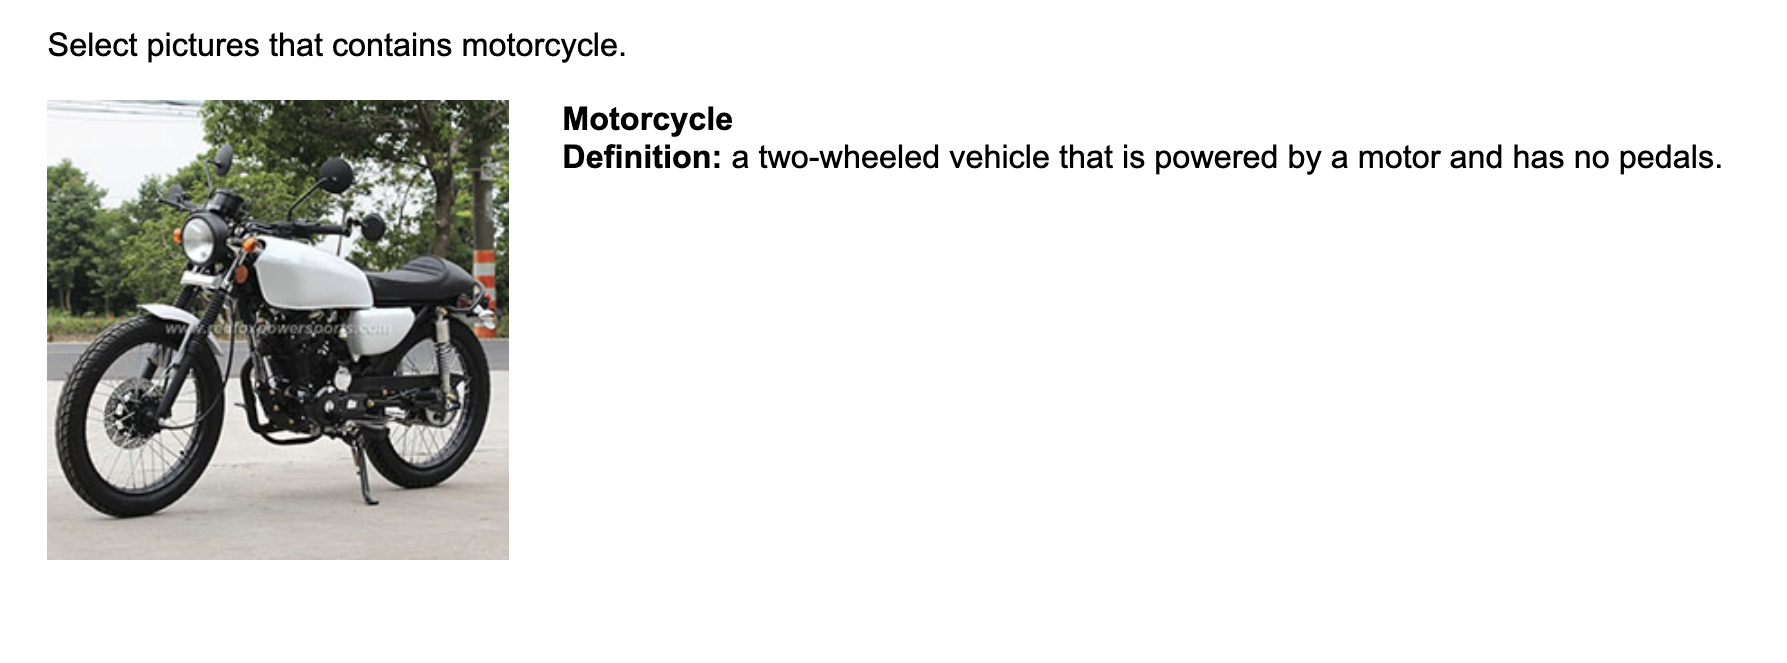 Select pictures that contains motorcycle.
Motorcycle
Definition: a two-wheeled vehicle that is powered by a motor and has no pedals.
www.redfoxpowersports.com